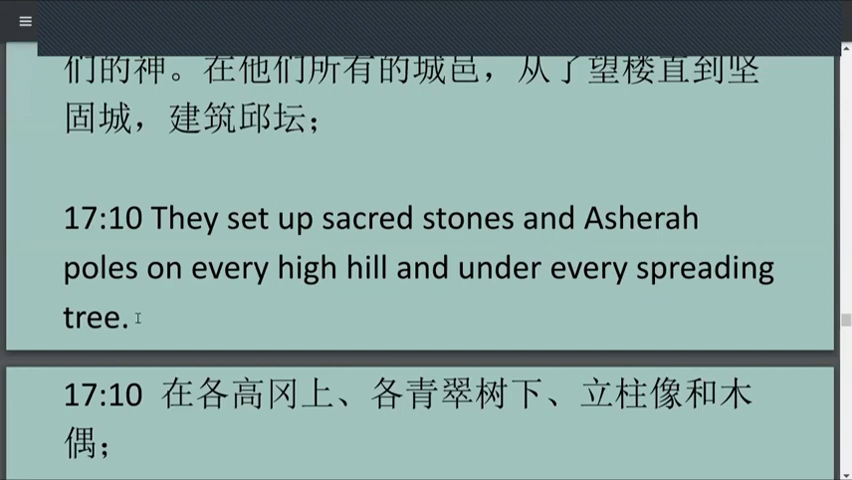 们的神。在他们所有的城邑，从了望楼直到坚
固城，建筑邱坛；
17:10 They set up sacred stones and Asherah
poles on every high hill and under every spreading
tree.
17:10 在各高冈上、各青翠树下、立柱像和木
偶；